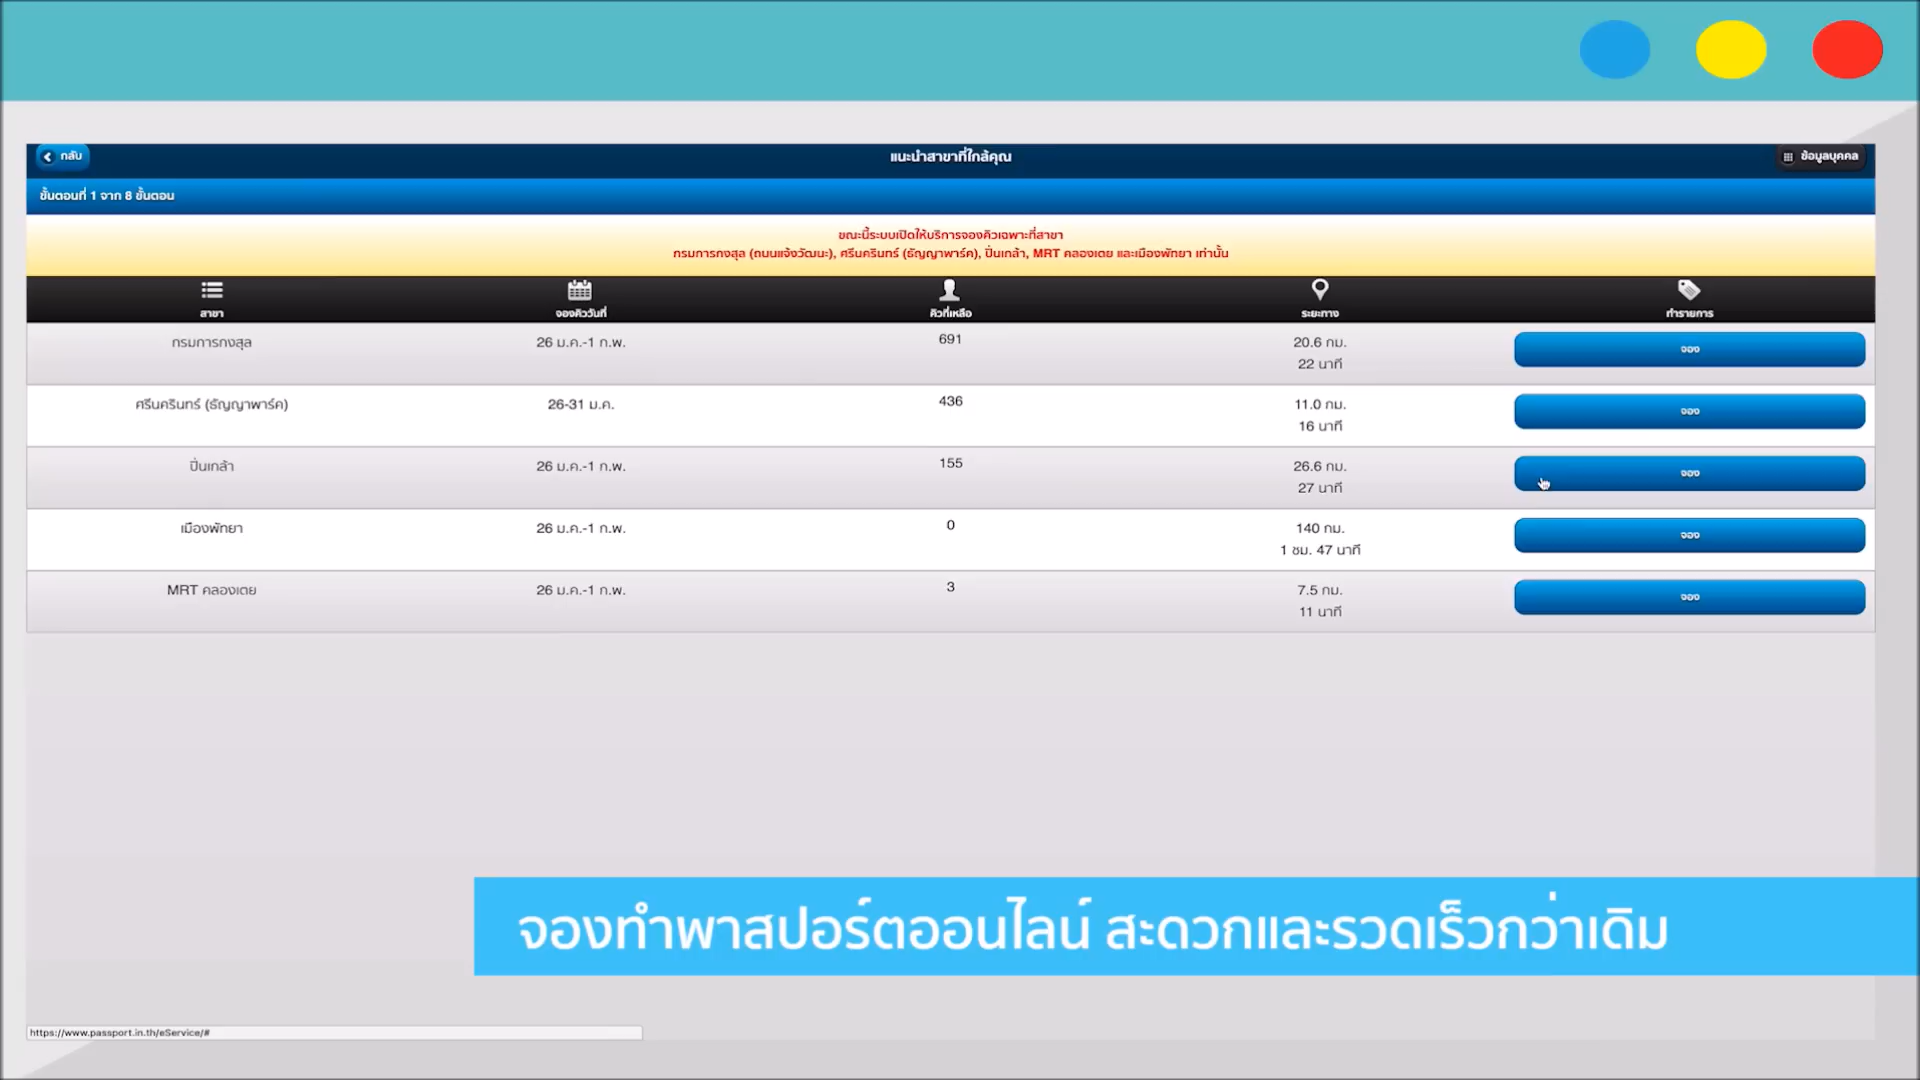 กลับ
แนะนำสาขาที่ใกล้คุณ
ข้อมูลบุคคล
ขั้นตอนที่ 1 จาก 8 ขั้นตอน
ขณะนี้ระบบเปิดให้บริการจองคิวเฉพาะที่สาขา
กรมการกงสุล (ถนนแจ้งวัฒนะ), ศรีนครินทร์ (ธัญญาพาร์ค), ปิ่นเกล้า, MRT คลองเตย และเมืองพัทยา เท่านั้น
สาขา จองคิววันที่ คิวที่เหลือ ระยะทาง ทำรายการ
กรมการกงสุล 26 ม.ค.-1 ก.พ. 691 20.6 กม. จอง
22 นาที
ศรีนครินทร์ (ธัญญาพาร์ค) 26-31 ม.ค. 436 11.0 กม. จอง
16 นาที
ปิ่นเกล้า 26 ม.ค.-1 ก.พ. 155 26.6 กม. จอง
27 นาที
เมืองพัทยา 26 ม.ค.-1 ก.พ. 0 140 กม. จอง
1 ชม. 47 นาที
MRT คลองเตย 26 ม.ค.-1 ก.พ. 3 7.5 กม. จอง
11 นาที
จองทำพาสปอร์ตออนไลน์ สะดวกและรวดเร็วกว่าเดิม
https://www.passport.in.th/eService/#